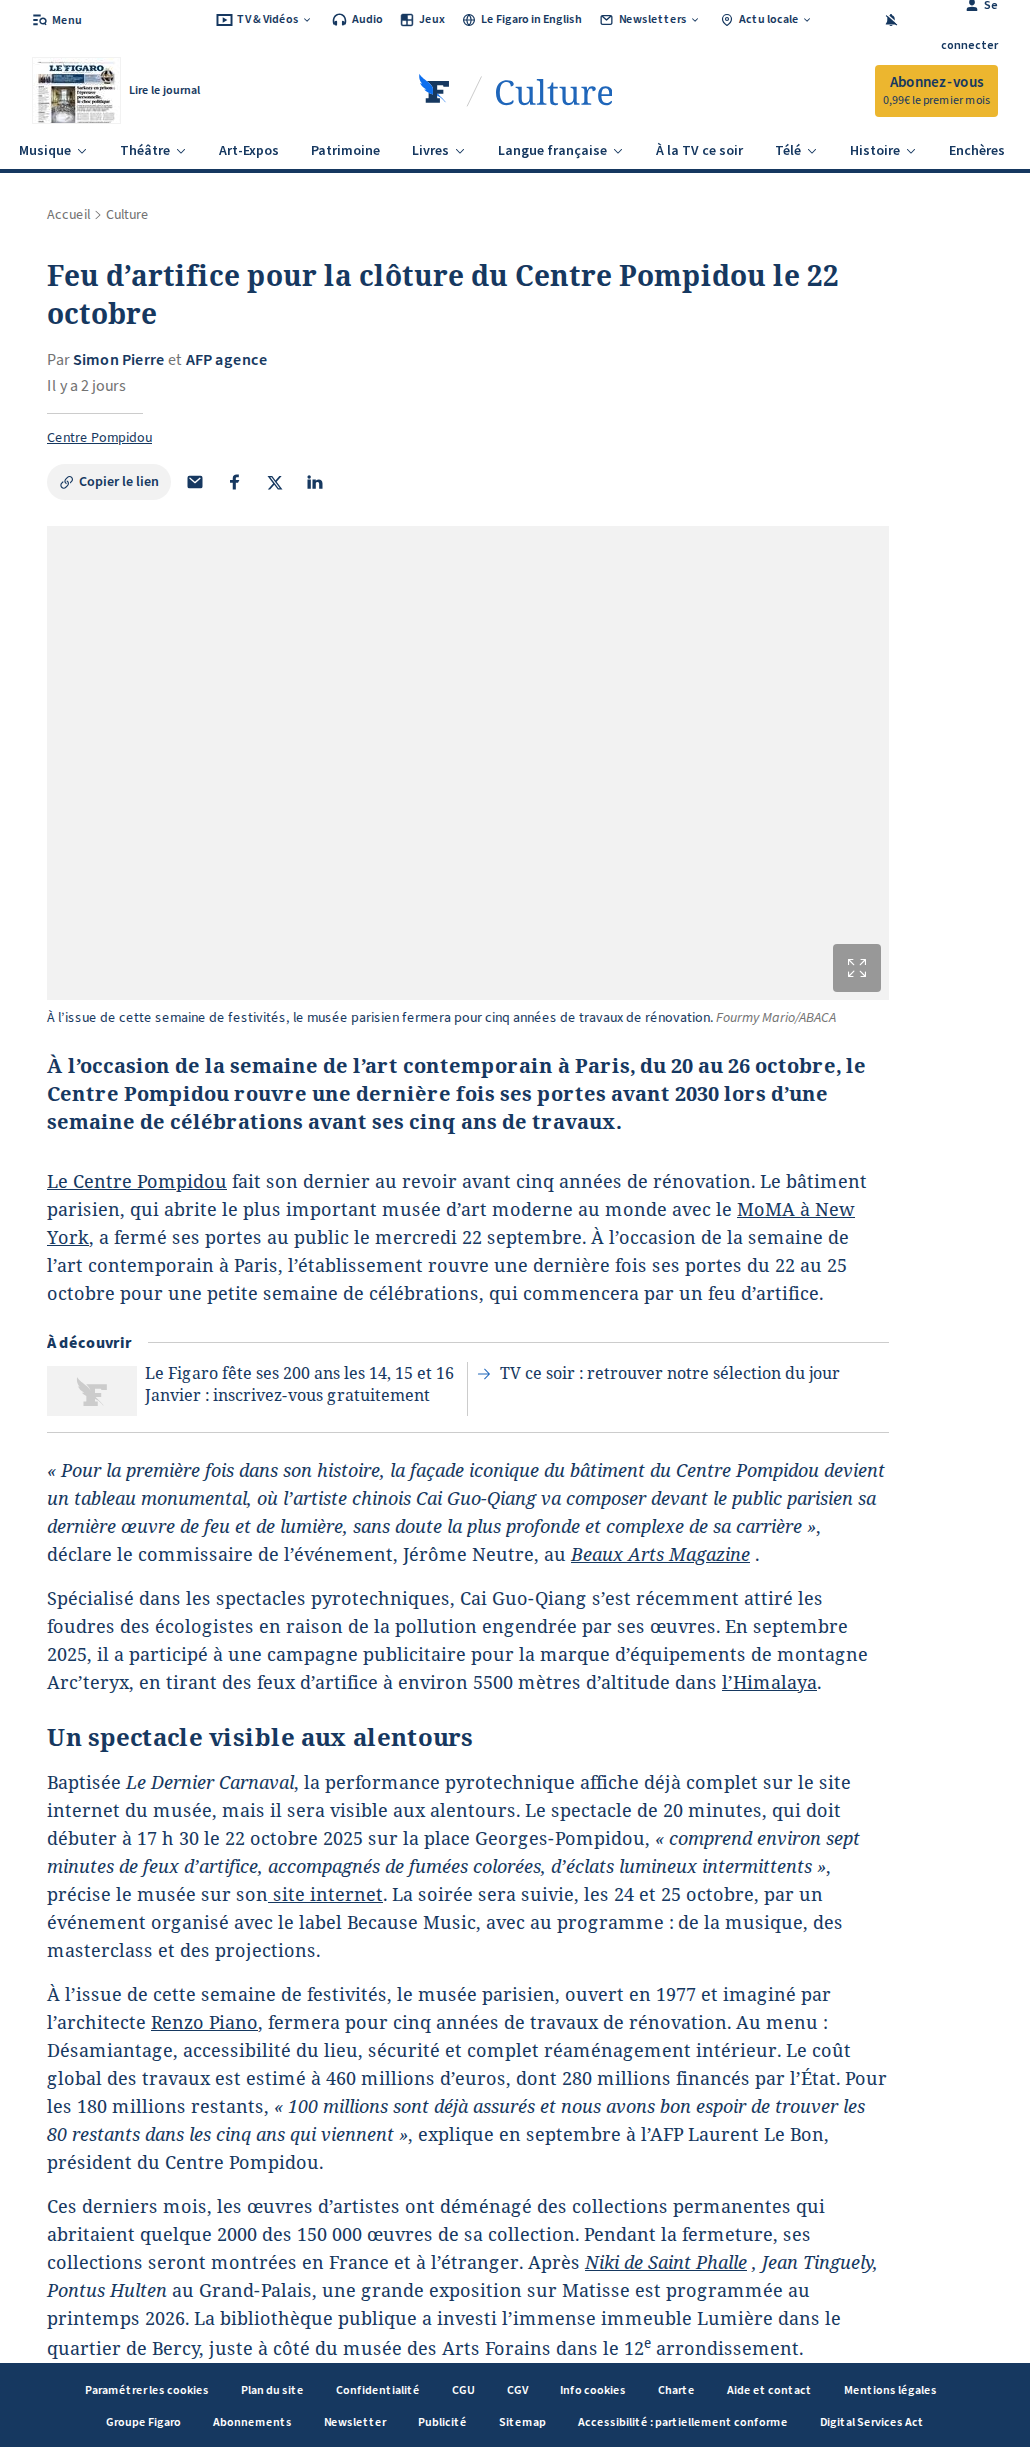 Menu
TV & Vidéos
Audio
Jeux
Le Figaro in English
Newsletters
Actu locale
Se
connecter
LE FIGARO
Sarkozy en prison :
l'épreuve
personnelle,
le choc politique
Lire le journal
F / Culture
Abonnez-vous
0,99€ le premier mois
Musique
Théâtre
Art-Expos
Patrimoine
Livres
Langue française
À la TV ce soir
Télé
Histoire
Enchères
Accueil > Culture
Feu d’artifice pour la clôture du Centre Pompidou le 22
octobre
Par Simon Pierre et AFP agence
Il y a 2 jours
Centre Pompidou
Copier le lien
À l’issue de cette semaine de festivités, le musée parisien fermera pour cinq années de travaux de rénovation. Fourmy Mario/ABACA
À l’occasion de la semaine de l’art contemporain à Paris, du 20 au 26 octobre, le
Centre Pompidou rouvre une dernière fois ses portes avant 2030 lors d’une
semaine de célébrations avant ses cinq ans de travaux.
Le Centre Pompidou fait son dernier au revoir avant cinq années de rénovation. Le bâtiment
parisien, qui abrite le plus important musée d’art moderne au monde avec le MoMA à New
York, a fermé ses portes au public le mercredi 22 septembre. À l’occasion de la semaine de
l’art contemporain à Paris, l’établissement rouvre une dernière fois ses portes du 22 au 25
octobre pour une petite semaine de célébrations, qui commencera par un feu d’artifice.
À découvrir
Le Figaro fête ses 200 ans les 14, 15 et 16
Janvier : inscrivez-vous gratuitement
TV ce soir : retrouver notre sélection du jour
« Pour la première fois dans son histoire, la façade iconique du bâtiment du Centre Pompidou devient
un tableau monumental, où l’artiste chinois Cai Guo-Qiang va composer devant le public parisien sa
dernière œuvre de feu et de lumière, sans doute la plus profonde et complexe de sa carrière »,
déclare le commissaire de l’événement, Jérôme Neutre, au Beaux Arts Magazine .
Spécialisé dans les spectacles pyrotechniques, Cai Guo-Qiang s’est récemment attiré les
foudres des écologistes en raison de la pollution engendrée par ses œuvres. En septembre
2025, il a participé à une campagne publicitaire pour la marque d’équipements de montagne
Arc’teryx, en tirant des feux d’artifice à environ 5500 mètres d’altitude dans l’Himalaya.
Un spectacle visible aux alentours
Baptisée Le Dernier Carnaval, la performance pyrotechnique affiche déjà complet sur le site
internet du musée, mais il sera visible aux alentours. Le spectacle de 20 minutes, qui doit
débuter à 17 h 30 le 22 octobre 2025 sur la place Georges-Pompidou, « comprend environ sept
minutes de feux d’artifice, accompagnés de fumées colorées, d’éclats lumineux intermittents »,
précise le musée sur son site internet. La soirée sera suivie, les 24 et 25 octobre, par un
événement organisé avec le label Because Music, avec au programme : de la musique, des
masterclass et des projections.
À l’issue de cette semaine de festivités, le musée parisien, ouvert en 1977 et imaginé par
l’architecte Renzo Piano, fermera pour cinq années de travaux de rénovation. Au menu :
Désamiantage, accessibilité du lieu, sécurité et complet réaménagement intérieur. Le coût
global des travaux est estimé à 460 millions d’euros, dont 280 millions financés par l’État. Pour
les 180 millions restants, « 100 millions sont déjà assurés et nous avons bon espoir de trouver les
80 restants dans les cinq ans qui viennent », explique en septembre à l’AFP Laurent Le Bon,
président du Centre Pompidou.
Ces derniers mois, les œuvres d’artistes ont déménagé des collections permanentes qui
abritaient quelque 2000 des 150 000 œuvres de sa collection. Pendant la fermeture, ses
collections seront montrées en France et à l’étranger. Après Niki de Saint Phalle , Jean Tinguely,
Pontus Hulten au Grand-Palais, une grande exposition sur Matisse est programmée au
printemps 2026. La bibliothèque publique a investi l’immense immeuble Lumière dans le
quartier de Bercy, juste à côté du musée des Arts Forains dans le 12e arrondissement.
Paramétrer les cookies
Plan du site
Confidentialité
CGU
CGV
Info cookies
Charte
Aide et contact
Mentions légales
Groupe Figaro
Abonnements
Newsletter
Publicité
Sitemap
Accessibilité : partiellement conforme
Digital Services Act